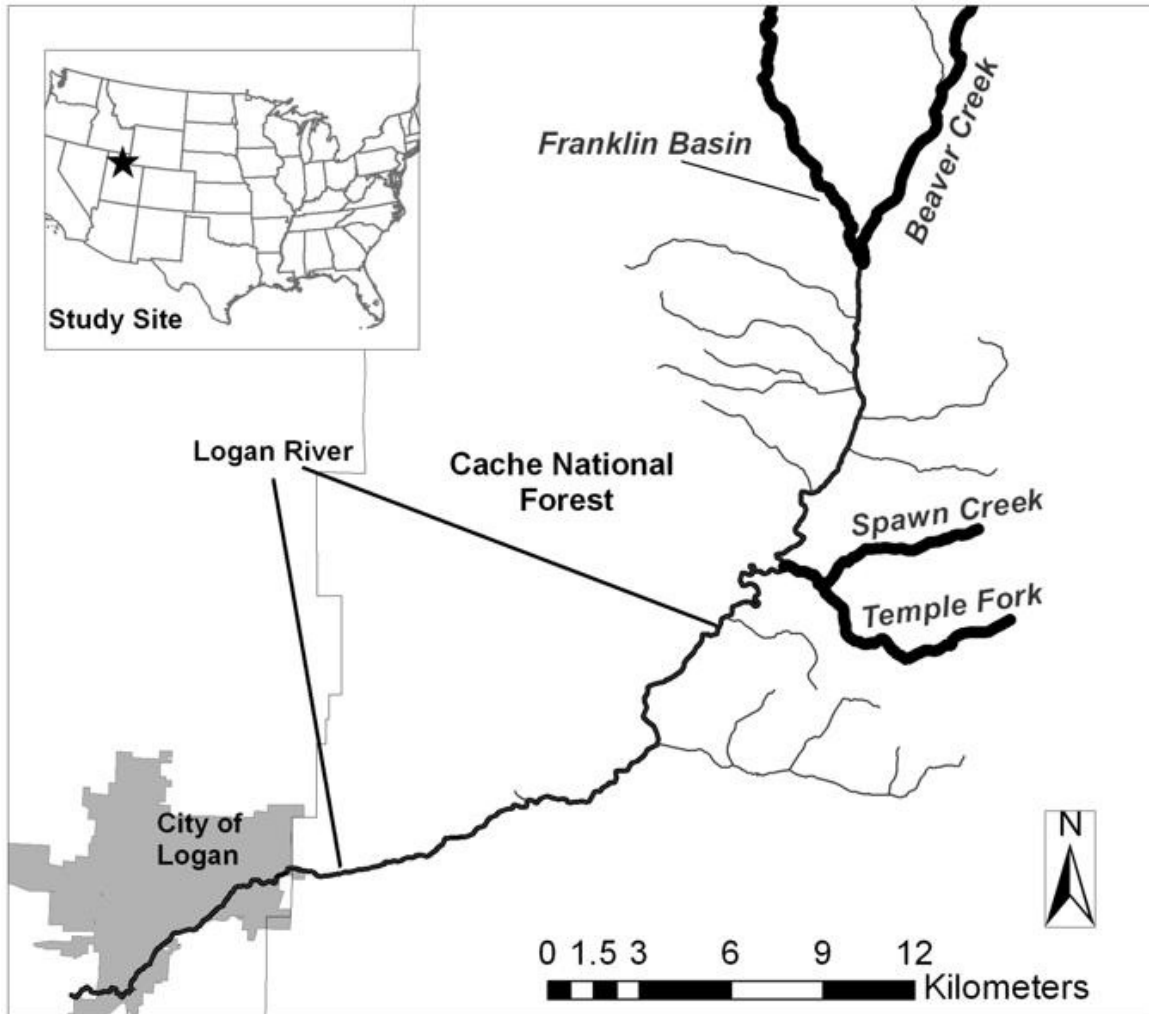 Study Site
Franklin Basin
Beaver Creek
Logan River
Cache National
Forest
Spawn Creek
Temple Fork
City of
Logan
N
0 1.5 3 6 9 12
Kilometers